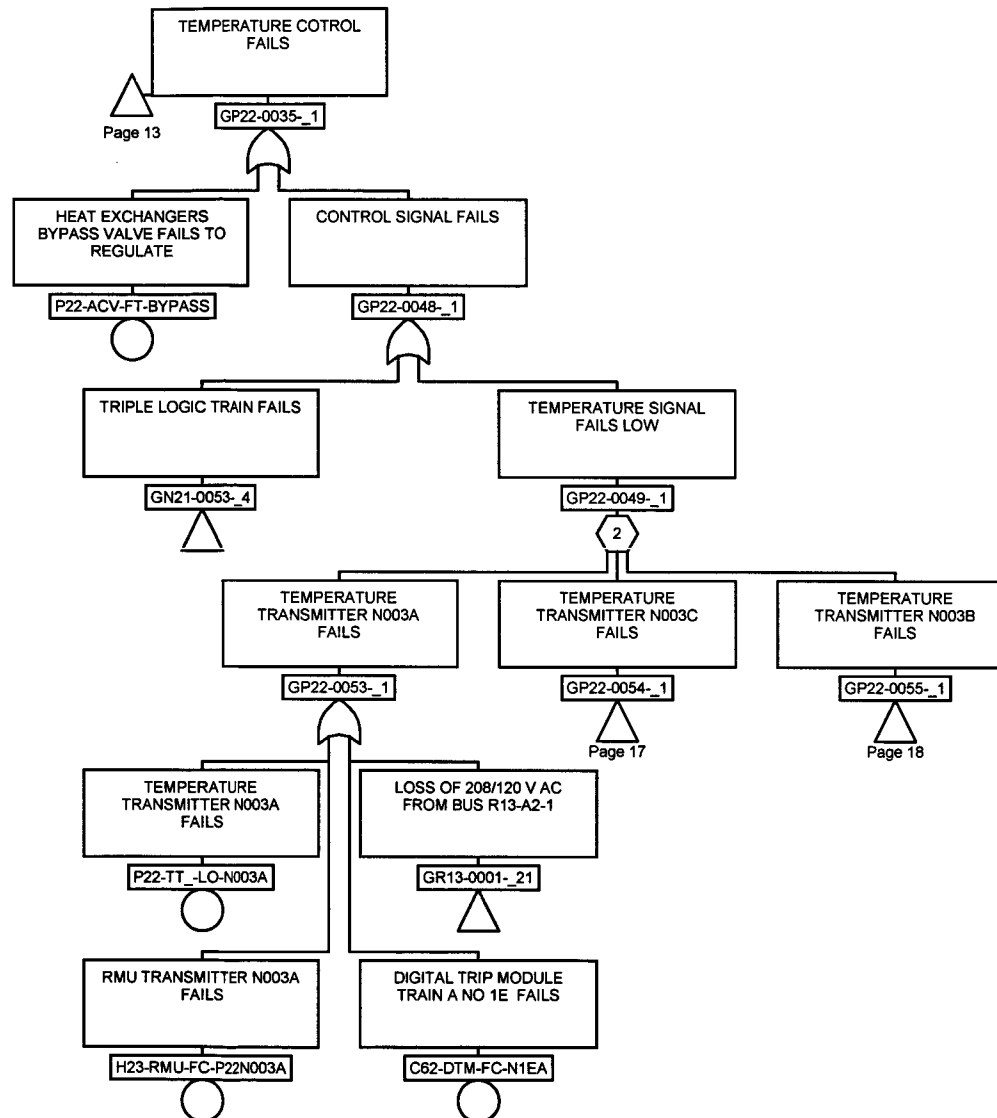 TEMPERATURE COTROL
FAILS
Page 13
GP22-0035-_1
HEAT EXCHANGERS
BYPASS VALVE FAILS TO
REGULATE
P22-ACV-FT-BYPASS
CONTROL SIGNAL FAILS
GP22-0048-_1
TRIPLE LOGIC TRAIN FAILS
GN21-0053-_4
TEMPERATURE SIGNAL
FAILS LOW
GP22-0049-_1
2
TEMPERATURE
TRANSMITTER N003A
FAILS
GP22-0053-_1
TEMPERATURE
TRANSMITTER N003C
FAILS
GP22-0054-_1
Page 17
TEMPERATURE
TRANSMITTER N003B
FAILS
GP22-0055-_1
Page 18
TEMPERATURE
TRANSMITTER N003A
FAILS
P22-TT_-LO-N003A
LOSS OF 208/120 V AC
FROM BUS R13-A2-1
GR13-0001-_21
RMU TRANSMITTER N003A
FAILS
H23-RMU-FC-P22N003A
DIGITAL TRIP MODULE
TRAIN A NO 1E FAILS
C62-DTM-FC-N1EA